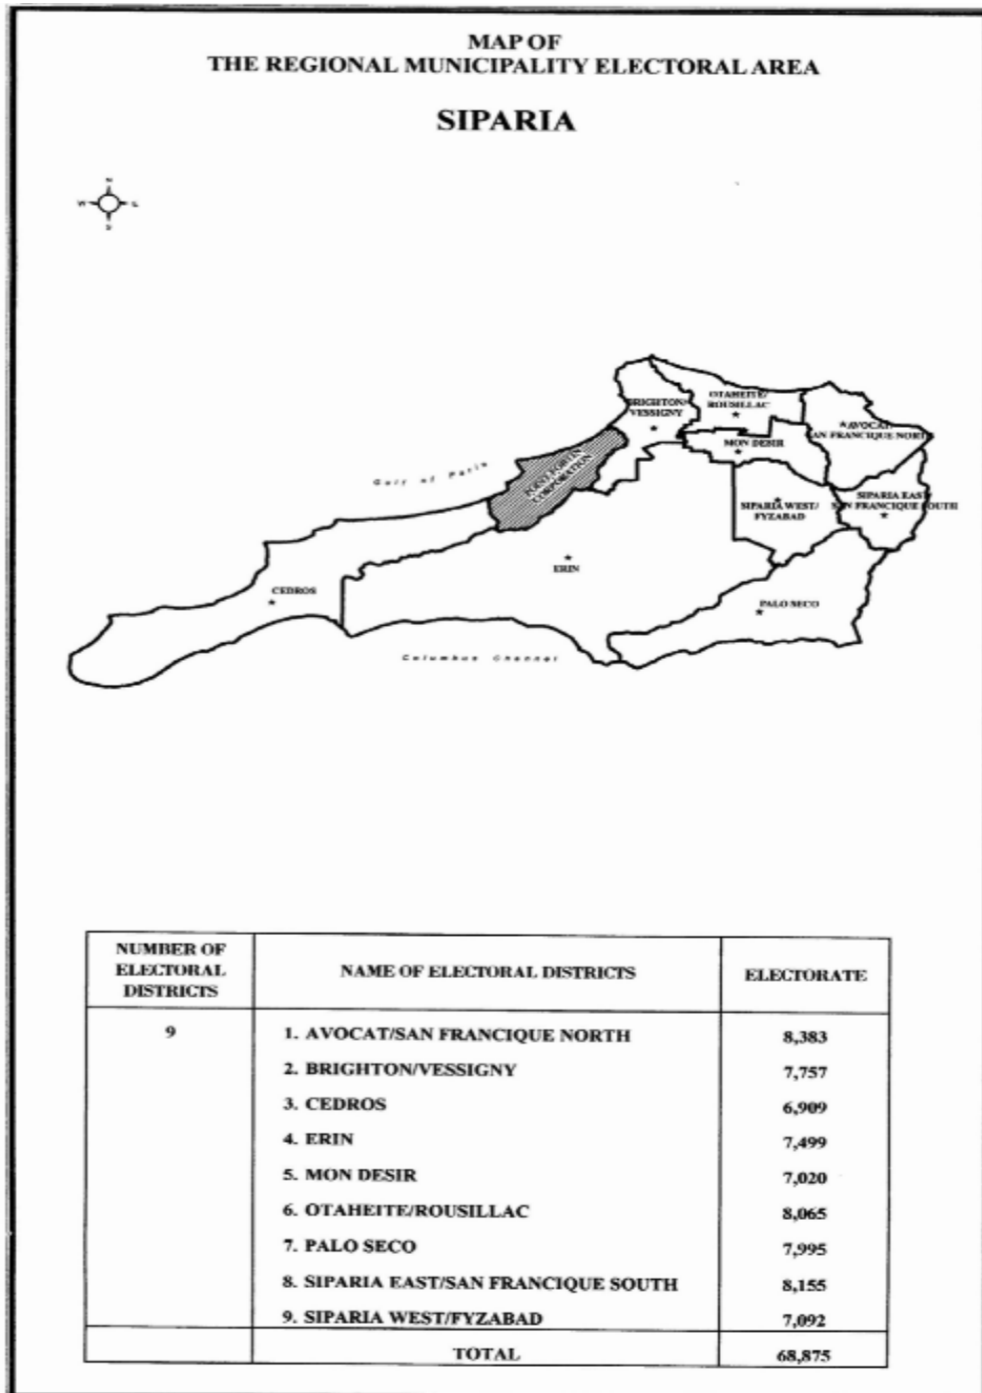 MAP OF
THE REGIONAL MUNICIPALITY ELECTORAL AREA
SIPARIA
N
W
E
S
BRIGHTON/
VESSIGNY
OTAHEITE/
ROUSILLAC
AVOCAT/
SAN FRANCIQUE NORTH
MON DESIR
Gulf of Paria
POINT FORTIN
CORPORATION
SIPARIA WEST/
FYZABAD
SIPARIA EAST/
SAN FRANCIQUE SOUTH
ERIN
CEDROS
PALO SECO
Columbus Channel
NUMBER OF
ELECTORAL
DISTRICTS
NAME OF ELECTORAL DISTRICTS
ELECTORATE
9
1. AVOCAT/SAN FRANCIQUE NORTH 8,383
2. BRIGHTON/VESSIGNY 7,757
3. CEDROS 6,909
4. ERIN 7,499
5. MON DESIR 7,020
6. OTAHEITE/ROUSILLAC 8,065
7. PALO SECO 7,995
8. SIPARIA EAST/SAN FRANCIQUE SOUTH 8,155
9. SIPARIA WEST/FYZABAD 7,092
TOTAL 68,875